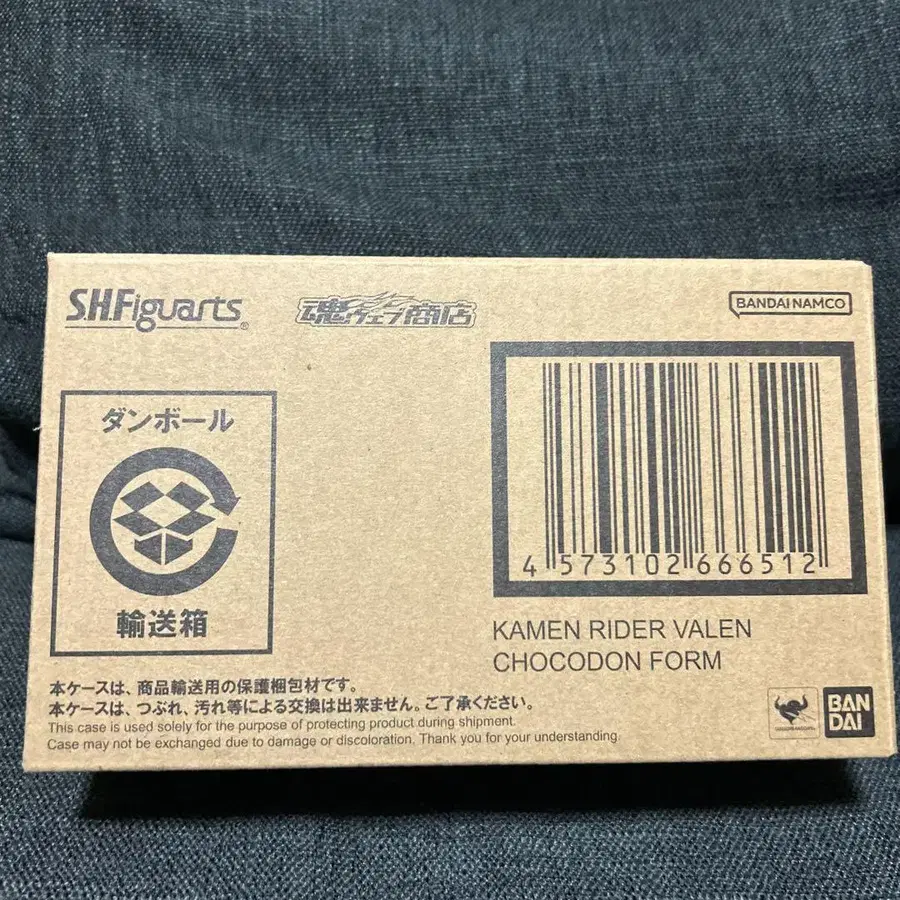 S.H.Figuarts
魂ウェブ商店
BANDAI NAMCO
ダンボール
輸送箱
4 573102 666512
KAMEN RIDER VALEN
CHOCODON FORM
本ケースは、商品輸送用の保護梱包材です。
本ケースは、つぶれ、汚れ等による交換は出来ません。ご了承ください。
This case is used solely for the purpose of protecting product during shipment.
Case may not be exchanged due to damage or discoloration. Thank you for your understanding.
BAN
DAI